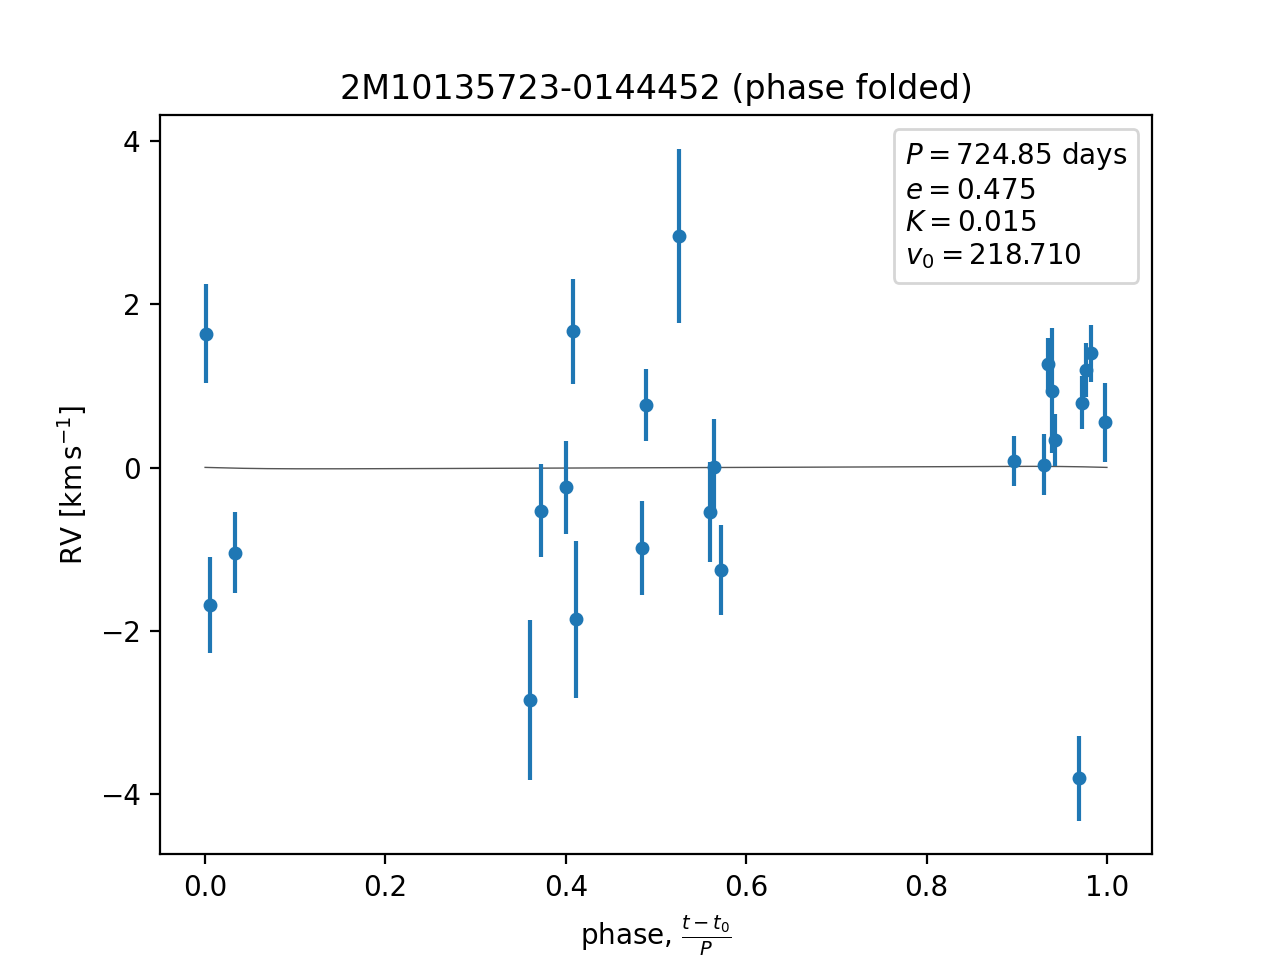 2M10135723-0144452 (phase folded)
P = 724.85 days
e = 0.475
K = 0.015
v₀ = 218.710
4
2
0
−2
−4
RV [km s⁻¹]
0.0 0.2 0.4 0.6 0.8 1.0
phase, (t − t₀)/P